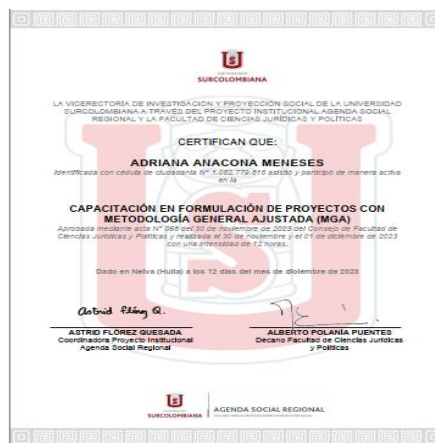 UNIVERSIDAD
SURCOLOMBIANA
LA VICERECTORÍA DE INVESTIGACIÓN Y PROYECCIÓN SOCIAL DE LA UNIVERSIDAD
SURCOLOMBIANA A TRAVÉS DEL PROYECTO INSTITUCIONAL AGENDA SOCIAL
REGIONAL Y LA FACULTAD DE CIENCIAS JURÍDICAS Y POLÍTICAS
CERTIFICAN QUE:
ADRIANA ANACONA MENESES
Identificada con cédula de ciudadanía N° 1.082.779.616 asistió y participó de manera activa
en la
CAPACITACIÓN EN FORMULACIÓN DE PROYECTOS CON
METODOLOGÍA GENERAL AJUSTADA (MGA)
Aprobada mediante acta N° 066 del 30 de noviembre de 2023 del Consejo de Facultad de
Ciencias Jurídicas y Políticas y realizada el 30 de noviembre y el 01 de diciembre de 2023
con una intensidad de 12 horas.
Dado en Neiva (Huila) a los 12 días del mes de diciembre de 2023
Astrid Flórez Q.
ASTRID FLÓREZ QUESADA
Coordinadora Proyecto Institucional
Agenda Social Regional
ALBERTO POLANÍA PUENTES
Decano Facultad de Ciencias Jurídicas
y Políticas
SURCOLOMBIANA
AGENDA SOCIAL REGIONAL